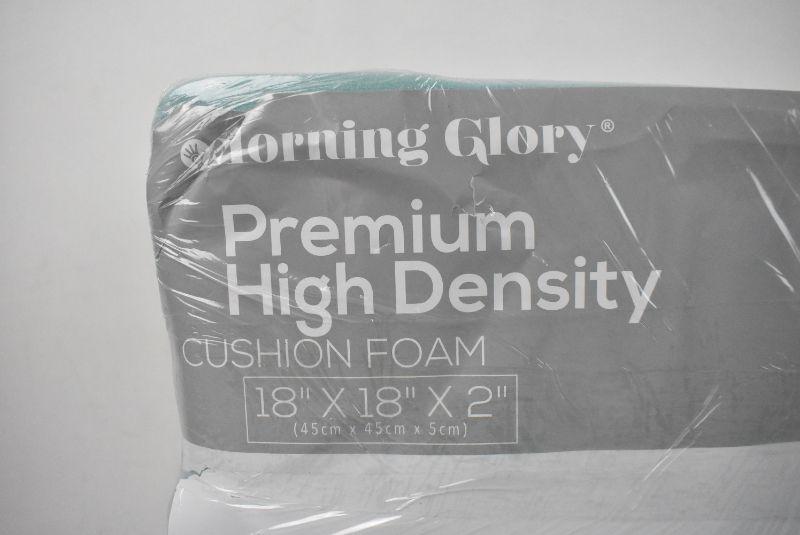 Morning Glory®
Premium
High Density
CUSHION FOAM
18" X 18" X 2"
(45cm x 45cm x 5cm)